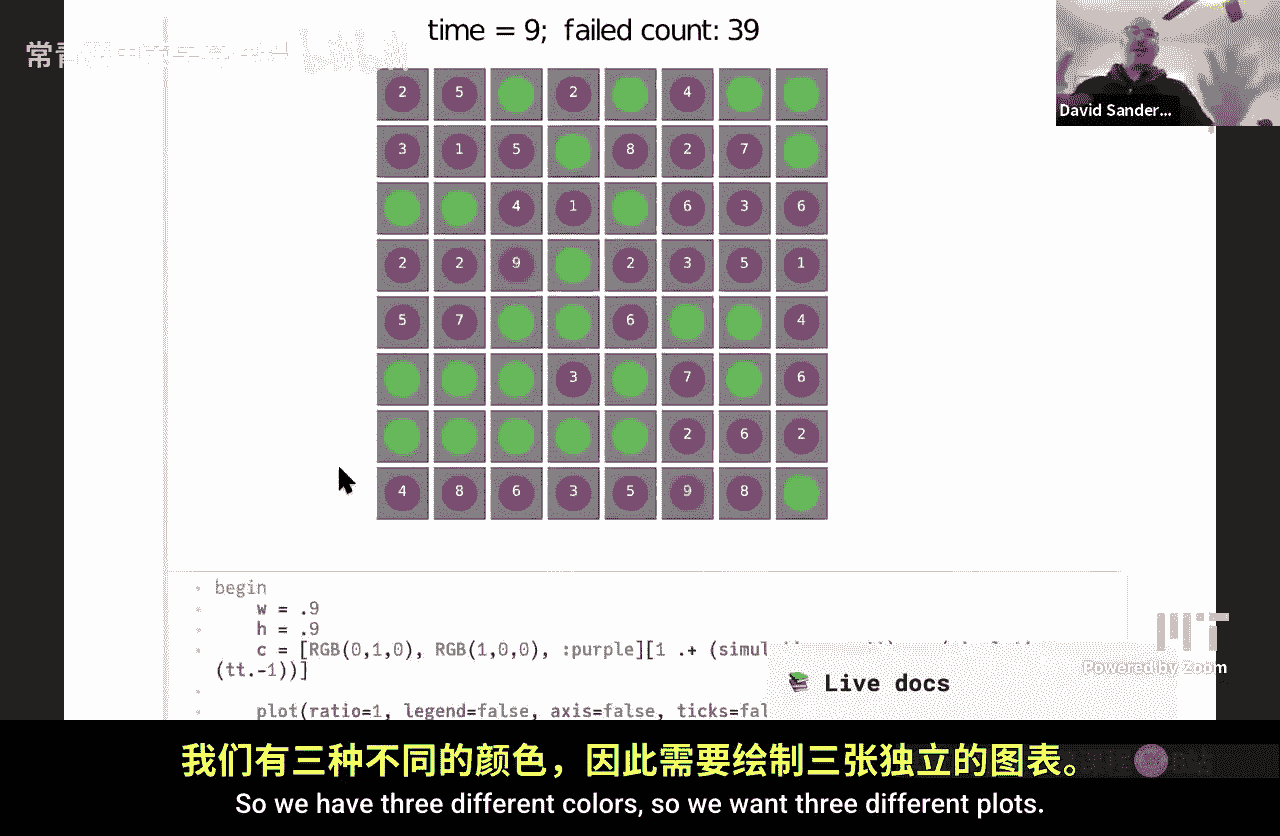 time = 9; failed count: 39
常青
David Sander...
2 5 2 4
3 1 5 8 2 7
4 1 6 3 6
2 2 9 2 3 5 1
5 7 6 4
3 7 6
2 6 2
4 8 6 3 5 9 8
begin
w = .9
h = .9
c = [RGB(0,1,0), RGB(1,0,0), :purple][1 .+ (simul
(tt.-1))]
plot(ratio=1, legend=false, axis=false, ticks=fal
Live docs
MIT
Powered by Zoom
我们有三种不同的颜色，因此需要绘制三张独立的图表。
So we have three different colors, so we want three different plots.